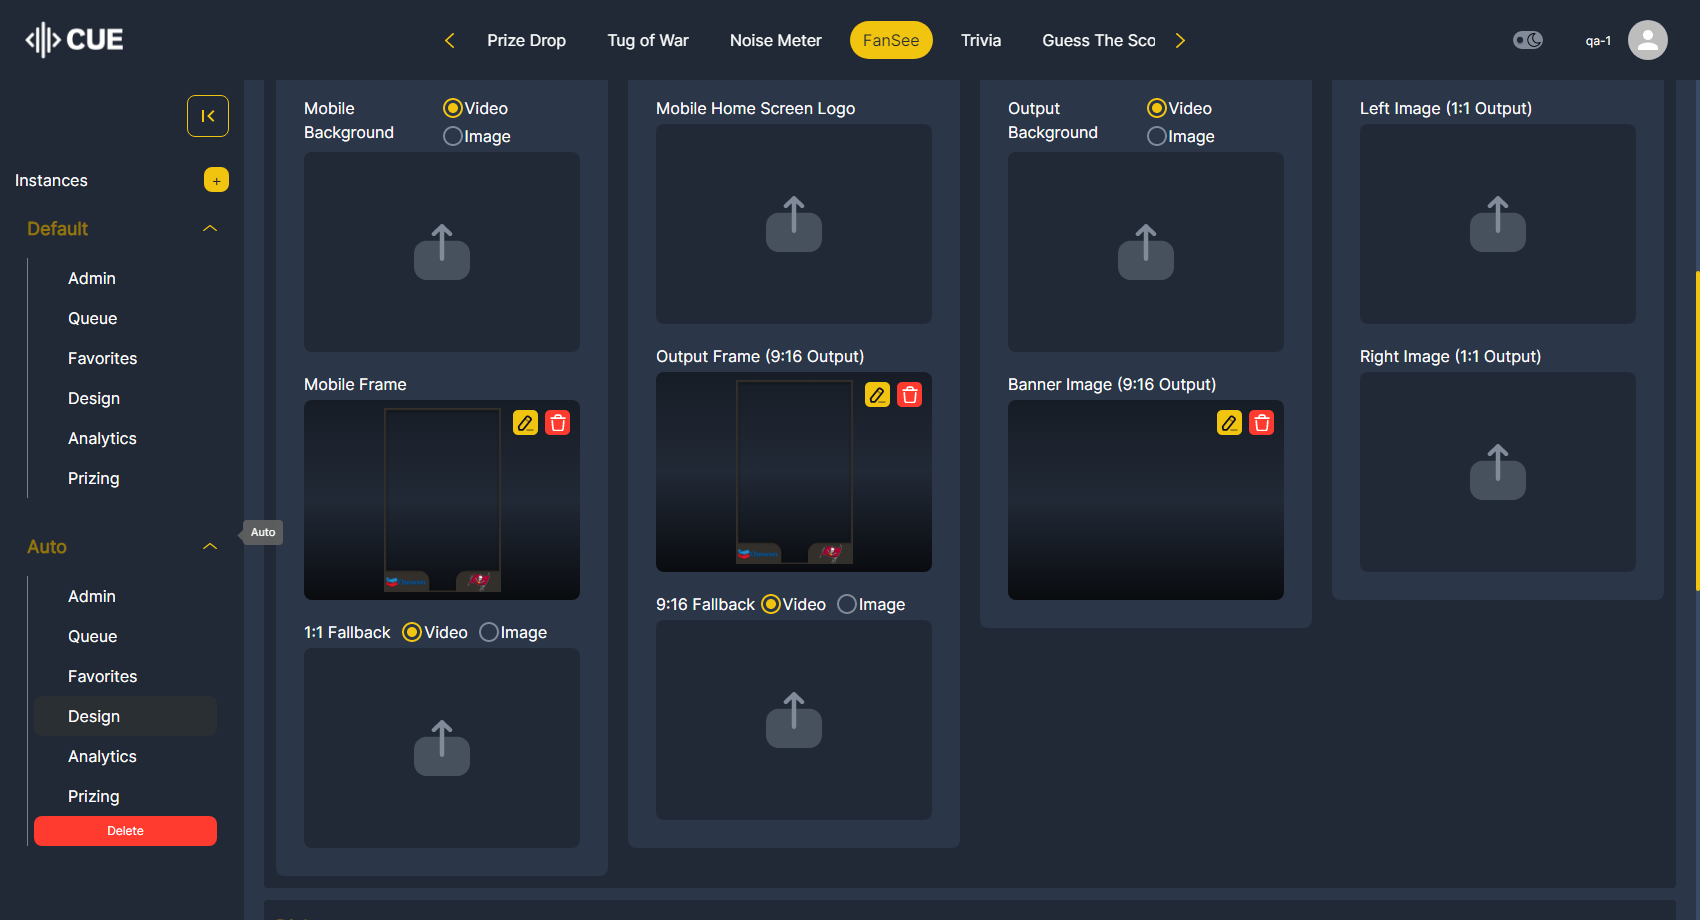 CUE
Prize Drop
Tug of War
Noise Meter
FanSee
Trivia
Guess The Sco
qa-1
Instances
+
Default
Admin
Queue
Favorites
Design
Analytics
Prizing
Auto
Auto
Admin
Queue
Favorites
Design
Analytics
Prizing
Delete
Mobile
Background
Video
Image
Mobile Frame
1:1 Fallback
Video
Image
Mobile Home Screen Logo
Output Frame (9:16 Output)
9:16 Fallback
Video
Image
Output
Background
Video
Image
Banner Image (9:16 Output)
Left Image (1:1 Output)
Right Image (1:1 Output)